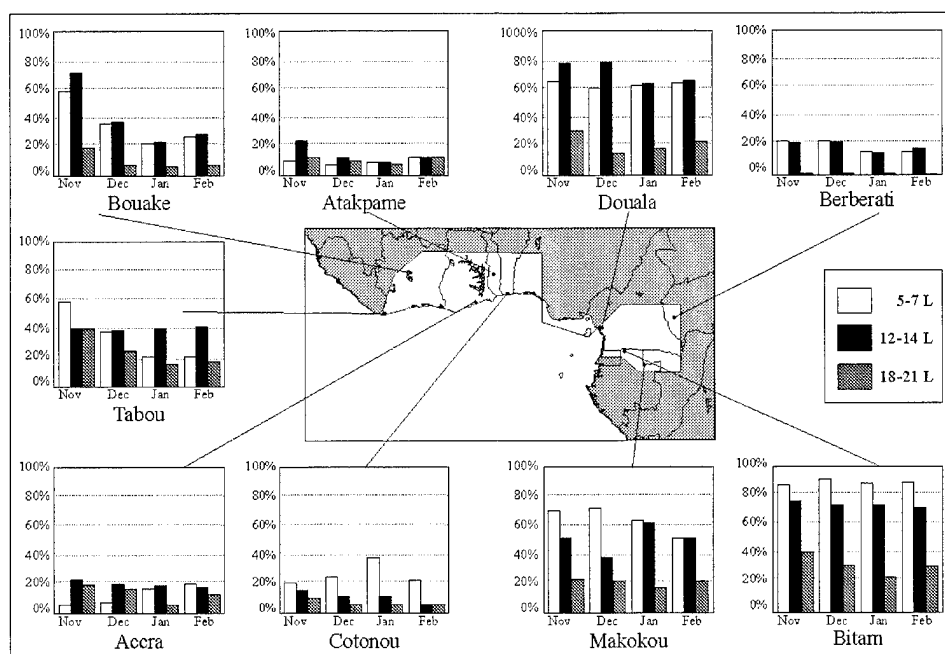 100%
80%
60%
40%
20%
0%
Nov Dec Jan Feb
Bouake
100%
80%
60%
40%
20%
0%
Nov Dec Jan Feb
Atakpame
1000%
80%
60%
40%
20%
0%
Nov Dec Jan Feb
Douala
100%
80%
60%
40%
20%
0%
Nov Dec Jan Feb
Berberati
100%
80%
60%
40%
20%
0%
Nov Dec Jan Feb
Tabou
5-7 L
12-14 L
18-21 L
100%
80%
60%
40%
20%
0%
Nov Dec Jan Feb
Accra
100%
80%
60%
40%
20%
0%
Nov Dec Jan Feb
Cotonou
100%
80%
60%
40%
20%
0%
Nov Dec Jan Feb
Makokou
100%
80%
60%
40%
20%
0%
Nov Dec Jan Feb
Bitam